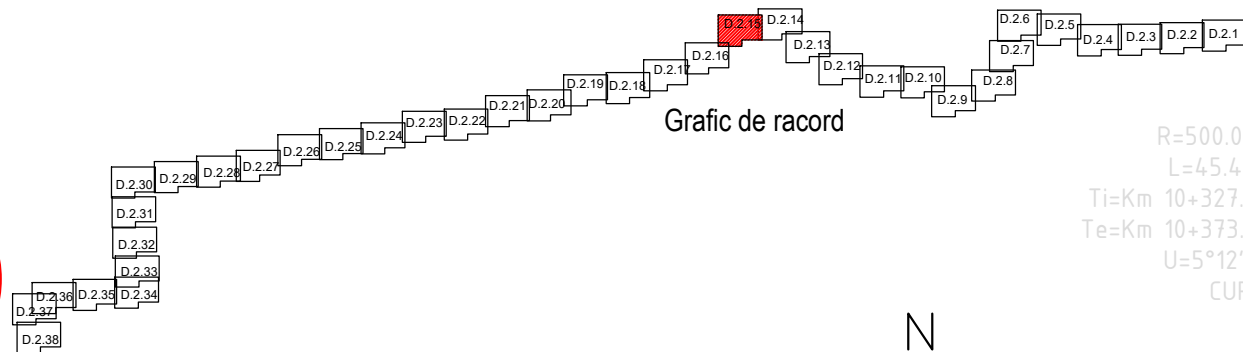 D.2.15
D.2.14
D.2.6
D.2.5
D.2.4
D.2.3
D.2.2
D.2.1
D.2.16
D.2.13
D.2.7
D.2.17
D.2.12
D.2.11
D.2.10
D.2.8
D.2.9
D.2.19
D.2.18
D.2.21
D.2.20
Grafic de racord
D.2.23
D.2.22
D.2.24
D.2.25
D.2.26
D.2.27
D.2.28
D.2.29
D.2.30
D.2.31
D.2.32
D.2.33
D.2.34
D.2.35
D.2.36
D.2.37
D.2.38
R=500.0
L=45.4
Ti=Km 10+327.
Te=Km 10+373.
U=5°12'
N